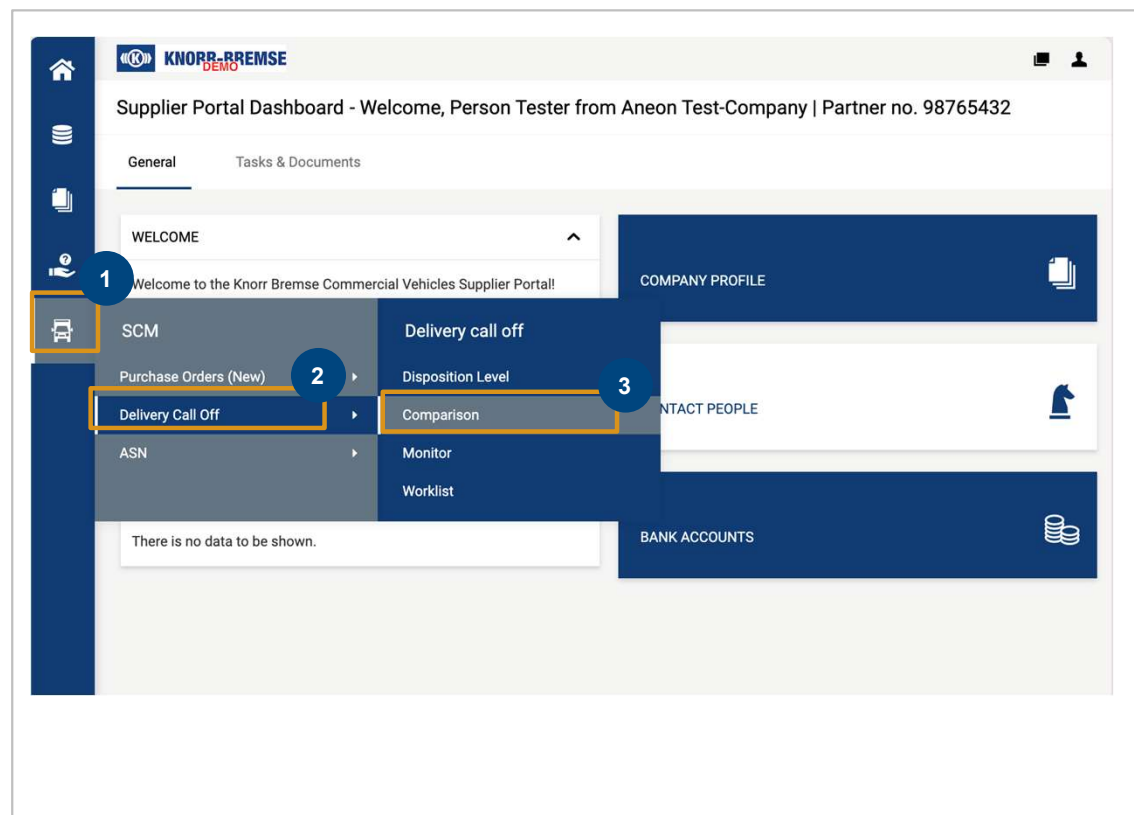 KNORR-BREMSE
DEMO
Supplier Portal Dashboard - Welcome, Person Tester from Aneon Test-Company | Partner no. 98765432
General Tasks & Documents
WELCOME
Welcome to the Knorr Bremse Commercial Vehicles Supplier Portal!
COMPANY PROFILE
1
SCM
Delivery call off
Purchase Orders (New)
2
Disposition Level
3
Delivery Call Off
Comparison
NTACT PEOPLE
ASN
Monitor
Worklist
There is no data to be shown.
BANK ACCOUNTS